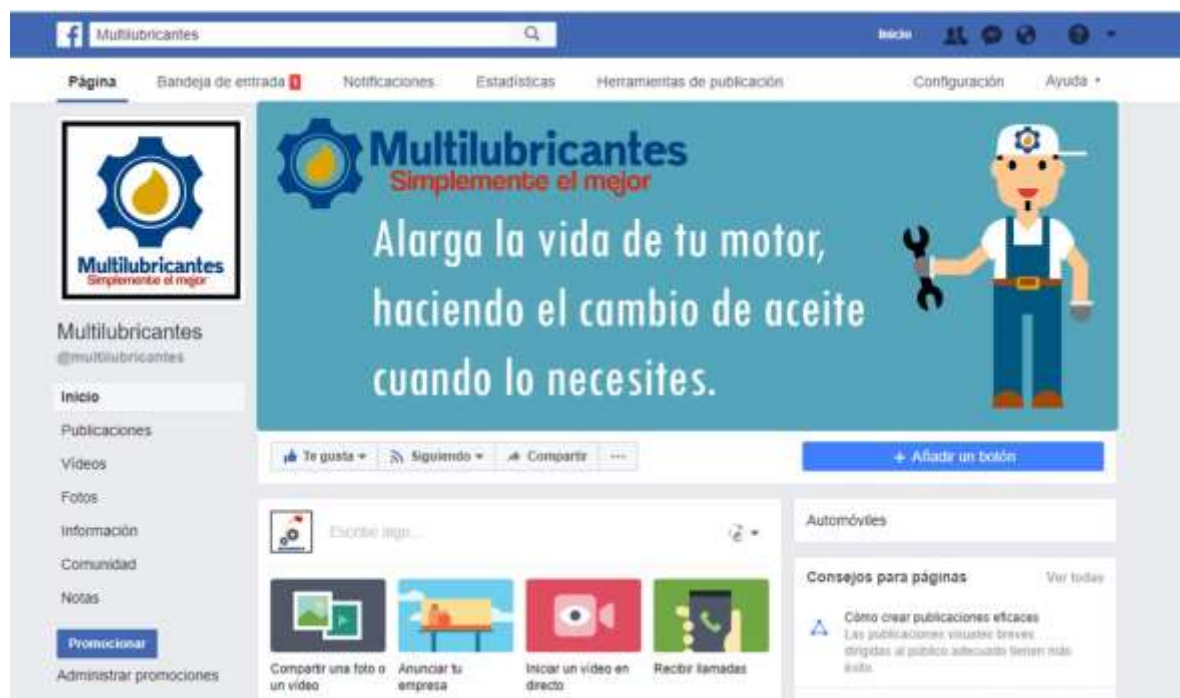 f
Multilubricantes
Inicio
Página
Bandeja de entrada 1
Notificaciones
Estadísticas
Herramientas de publicación
Configuración
Ayuda
Multilubricantes
Simplemente el mejor
Multilubricantes
Simplemente el mejor
Alarga la vida de tu motor,
haciendo el cambio de aceite
cuando lo necesites.
Multilubricantes
@multilubricantes
Inicio
Publicaciones
Vídeos
Fotos
Información
Comunidad
Notas
Promocionar
Administrar promociones
Te gusta
Siguiendo
Compartir
...
+ Añadir un botón
Escribe algo...
Compartir una foto o
un vídeo
Anunciar tu
empresa
Iniciar un vídeo en
directo
Recibir llamadas
Automóviles
Consejos para páginas
Ver todas
Cómo crear publicaciones eficaces
Las publicaciones visuales breves
dirigidas al público adecuado tienen más
éxito.